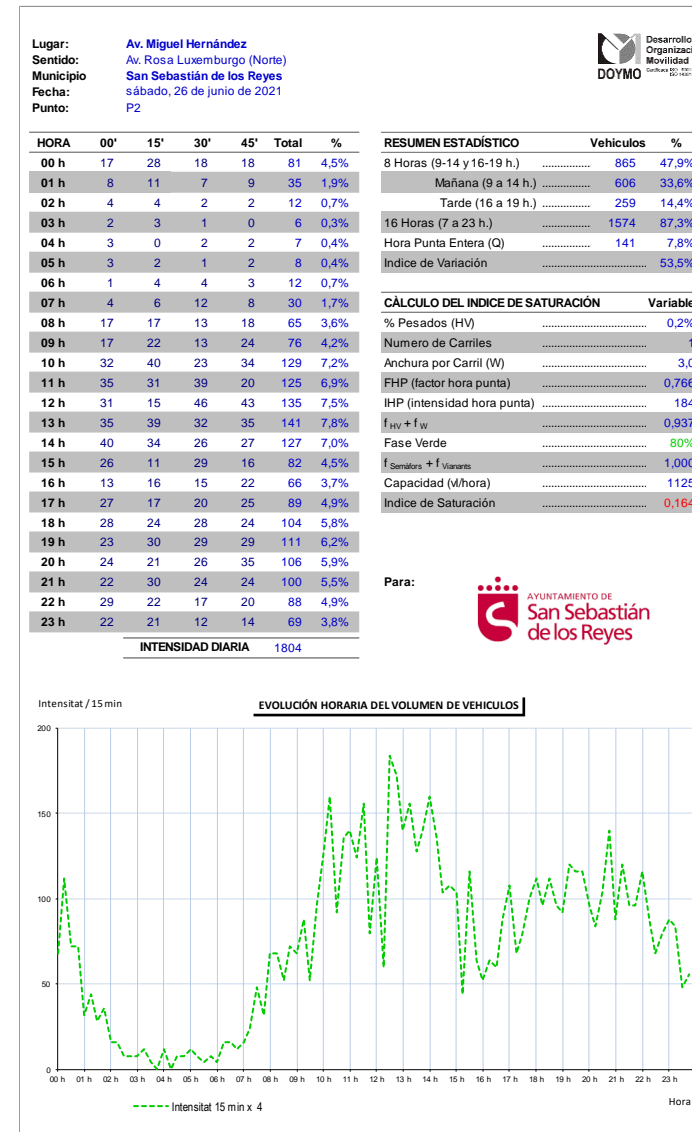 Lugar: Av. Miguel Hernández
Sentido: Av. Rosa Luxemburgo (Norte)
Municipio San Sebastián de los Reyes
Fecha: sábado, 26 de junio de 2021
Punto: P2
Desarrollo
Organizaci
Movilidad
DOYMO
HORA 00' 15' 30' 45' Total %
00 h 17 28 18 18 81 4,5%
01 h 8 11 7 9 35 1,9%
02 h 4 4 2 2 12 0,7%
03 h 2 3 1 0 6 0,3%
04 h 3 0 2 2 7 0,4%
05 h 3 2 1 2 8 0,4%
06 h 1 4 4 3 12 0,7%
07 h 4 6 12 8 30 1,7%
08 h 17 17 13 18 65 3,6%
09 h 17 22 13 24 76 4,2%
10 h 32 40 23 34 129 7,2%
11 h 35 31 39 20 125 6,9%
12 h 31 15 46 43 135 7,5%
13 h 35 39 32 35 141 7,8%
14 h 40 34 26 27 127 7,0%
15 h 26 11 29 16 82 4,5%
16 h 13 16 15 22 66 3,7%
17 h 27 17 20 25 89 4,9%
18 h 28 24 28 24 104 5,8%
19 h 23 30 29 29 111 6,2%
20 h 24 21 26 35 106 5,9%
21 h 22 30 24 24 100 5,5%
22 h 29 22 17 20 88 4,9%
23 h 22 21 12 14 69 3,8%
INTENSIDAD DIARIA 1804
RESUMEN ESTADÍSTICO Vehiculos %
8 Horas (9-14 y 16-19 h.) ............... 865 47,9%
Mañana (9 a 14 h.) ............... 606 33,6%
Tarde (16 a 19 h.) ............... 259 14,4%
16 Horas (7 a 23 h.) ............... 1574 87,3%
Hora Punta Entera (Q) ............... 141 7,8%
Indice de Variación ................................. 53,5%
CÀLCULO DEL INDICE DE SATURACIÓN Variable
% Pesados (HV) ................................. 0,2%
Numero de Carriles ................................. 1
Anchura por Carril (W) ................................. 3,0
FHP (factor hora punta) ................................. 0,766
IHP (intensidad hora punta) ................................. 184
f HV + f W ................................. 0,937
Fase Verde ................................. 80%
f Semáfors + f Vianants ................................. 1,000
Capacidad (vl/hora) ................................. 1125
Indice de Saturación ................................. 0,164
Para:
AYUNTAMIENTO DE
San Sebastián
de los Reyes
Intensitat / 15 min
EVOLUCIÓN HORARIA DEL VOLUMEN DE VEHICULOS
200
150
100
50
0
00 h 01 h 02 h 03 h 04 h 05 h 06 h 07 h 08 h 09 h 10 h 11 h 12 h 13 h 14 h 15 h 16 h 17 h 18 h 19 h 20 h 21 h 22 h 23 h
Intensitat 15 min x 4
Hora